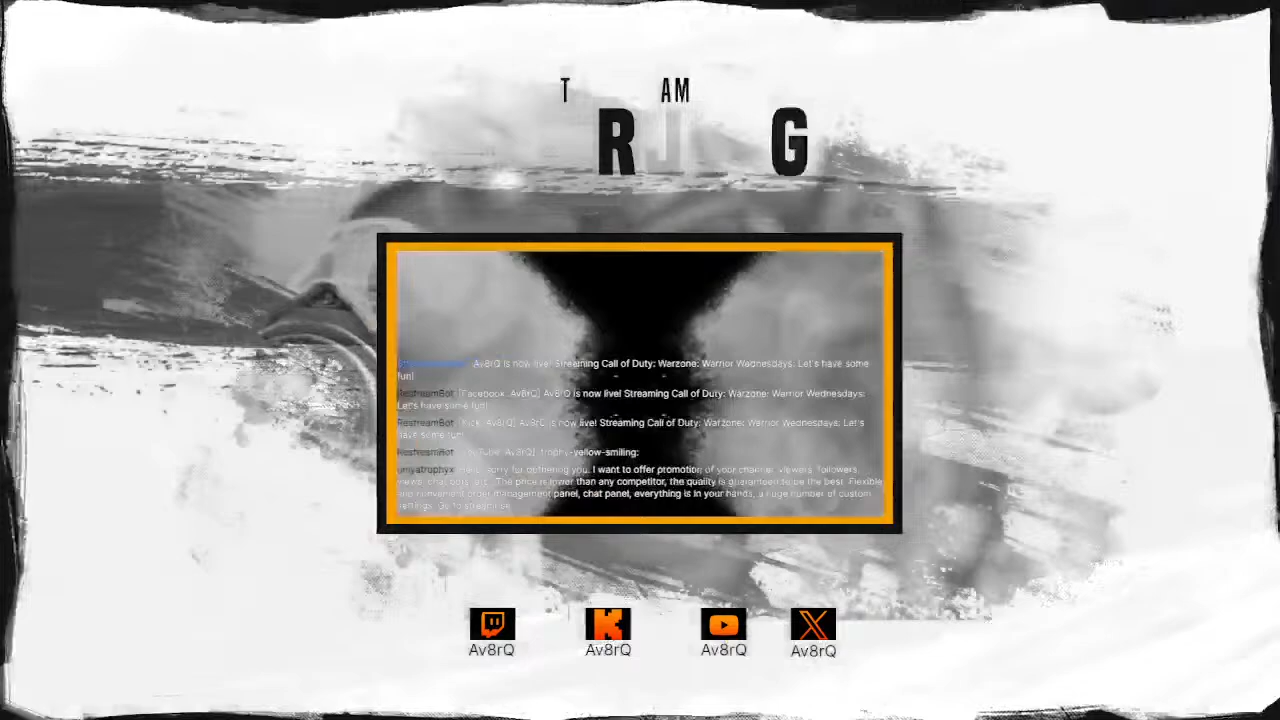 T AM
R J G
Av8rQ is now live! Streaming Call of Duty: Warzone: Warrior Wednesdays. Let's have some
fun!
RestreamBot [Facebook: Av8rQ] Av8rQ is now live! Streaming Call of Duty: Warzone: Warrior Wednesdays:
Let's have some fun!
RestreamBot [Kick: Av8rQ] Av8rQ is now live! Streaming Call of Duty: Warzone: Warrior Wednesdays: Let's
have some fun!
RestreamBot [YouTube: Av8rQ] :trophy-yellow-smiling:
sorry for bothering you, I want to offer promotion of your channel, viewers, followers,
views, chat bots, etc. The price is lower than any competitor, the quality is guaranteed to be the best. Flexible
and convenient order management panel, chat panel, everything is in your hands, a huge number of custom
settings. Go to
Av8rQ Av8rQ Av8rQ Av8rQ